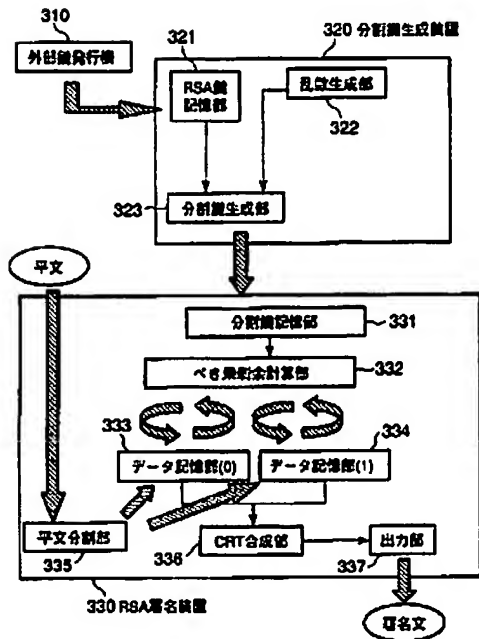 310
外部鍵発行機
321
RSA鍵
記憶部
320 分割鍵生成装置
乱数生成部
322
323
分割鍵生成部
平文
分割鍵記憶部
331
べき乗剰余計算部
332
333
334
データ記憶部(0)
データ記憶部(1)
平文分割部
335
336
CRT合成部
出力部
337
330 RSA署名装置
署名文